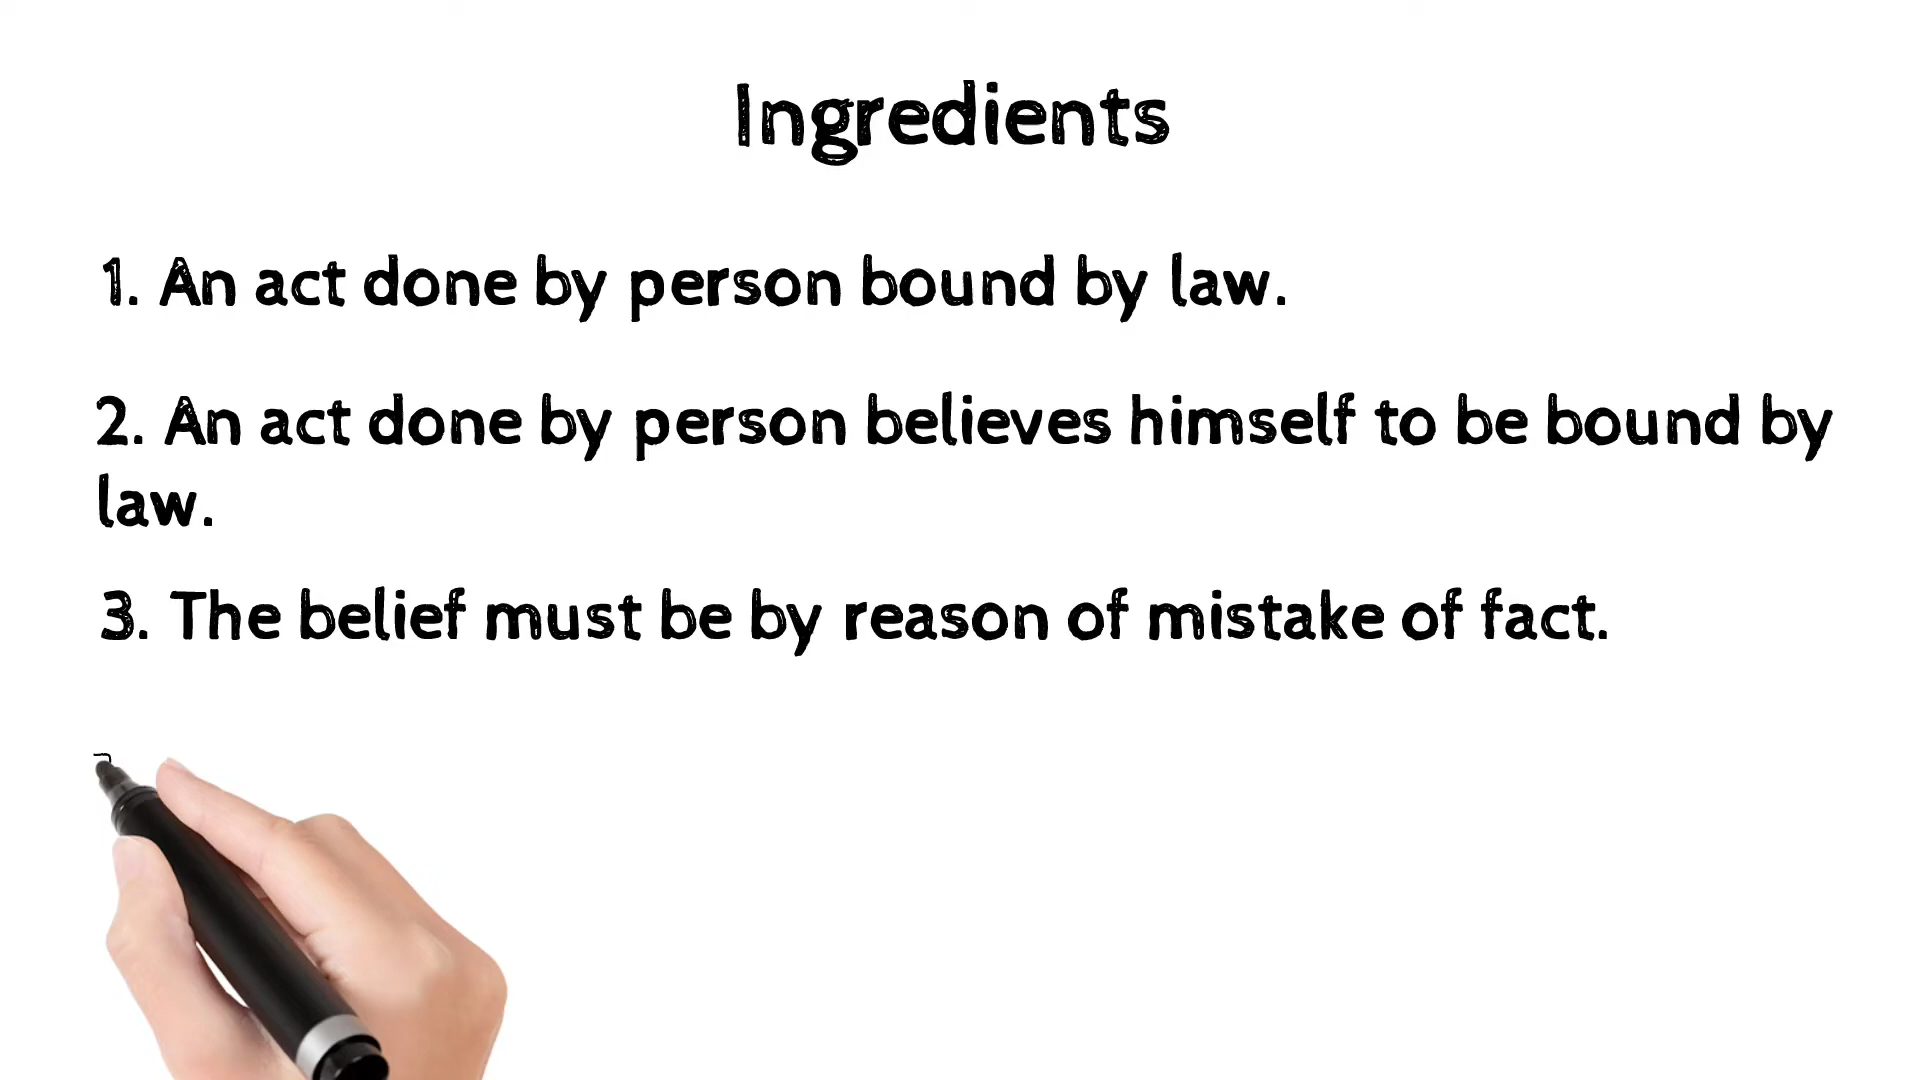 Ingredients
1. An act done by person bound by law.
2. An act done by person believes himself to be bound by
law.
3. The belief must be by reason of mistake of fact.